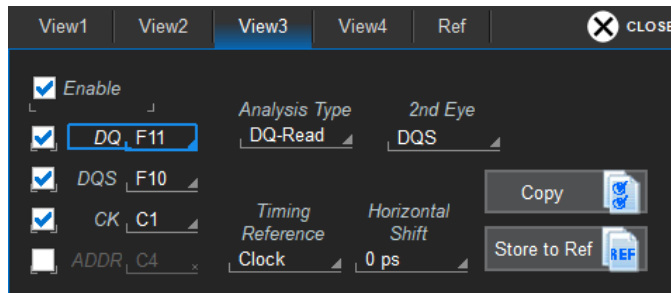 View1 View2 View3 View4 Ref CLOSE
Enable
Analysis Type 2nd Eye
DQ F11 DQ-Read DQS
DQS F10
Copy
CK C1 Timing Reference Horizontal Shift
Store to Ref REF
ADDR C4 Clock 0 ps